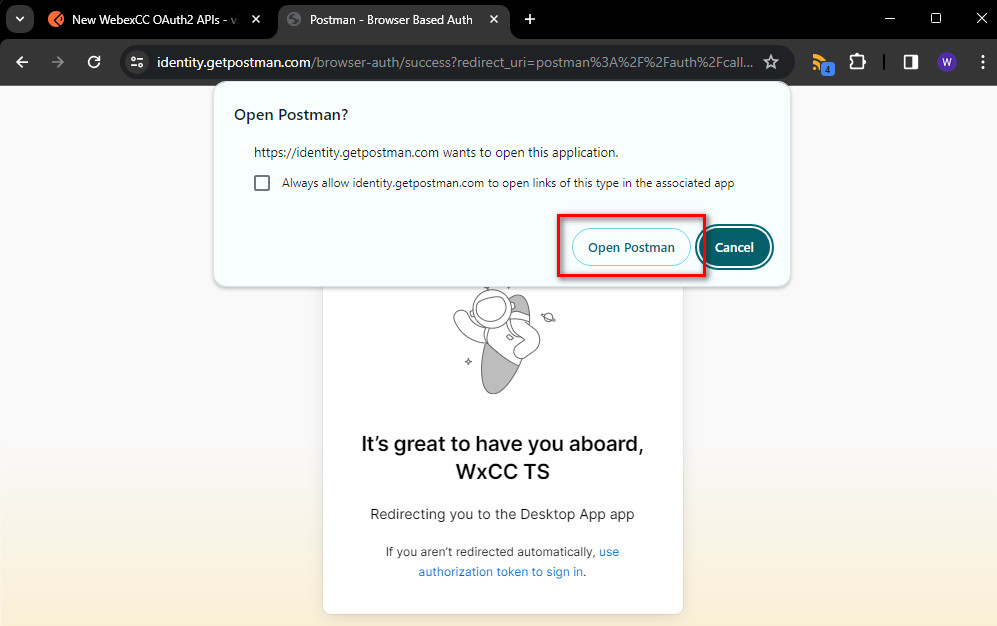 New WebexCC OAuth2 APIs - v
Postman - Browser Based Auth
identity.getpostman.com/browser-auth/success?redirect_uri=postman%3A%2F%2Fauth%2Fcall...
4
W
Open Postman?
https://identity.getpostman.com wants to open this application.
Always allow identity.getpostman.com to open links of this type in the associated app
Open Postman
Cancel
It's great to have you aboard,
WxCC TS
Redirecting you to the Desktop App app
If you aren't redirected automatically, use
authorization token to sign in.